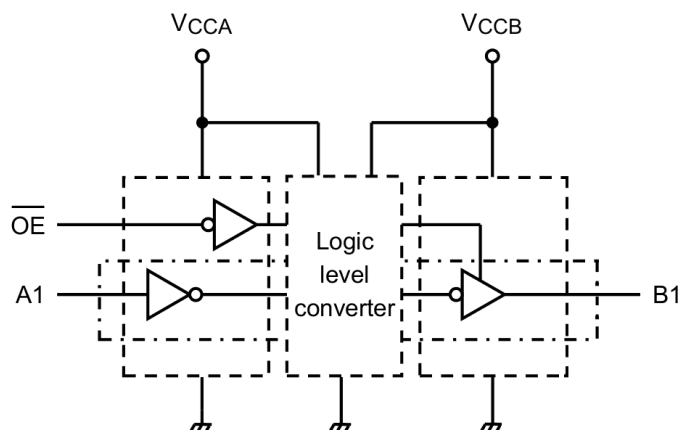 VCCA
VCCB
OE
Logic
level
converter
A1
B1